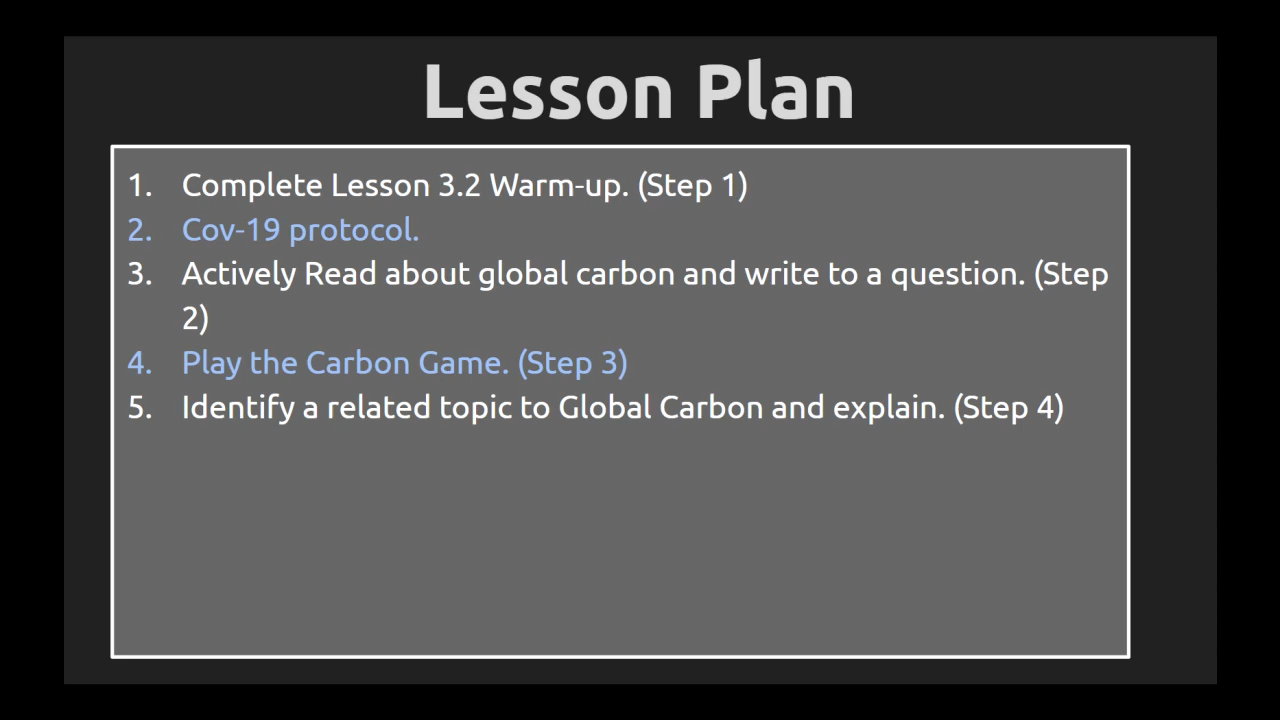 Lesson Plan
1. Complete Lesson 3.2 Warm-up. (Step 1)
2. Cov-19 protocol.
3. Actively Read about global carbon and write to a question. (Step
2)
4. Play the Carbon Game. (Step 3)
5. Identify a related topic to Global Carbon and explain. (Step 4)